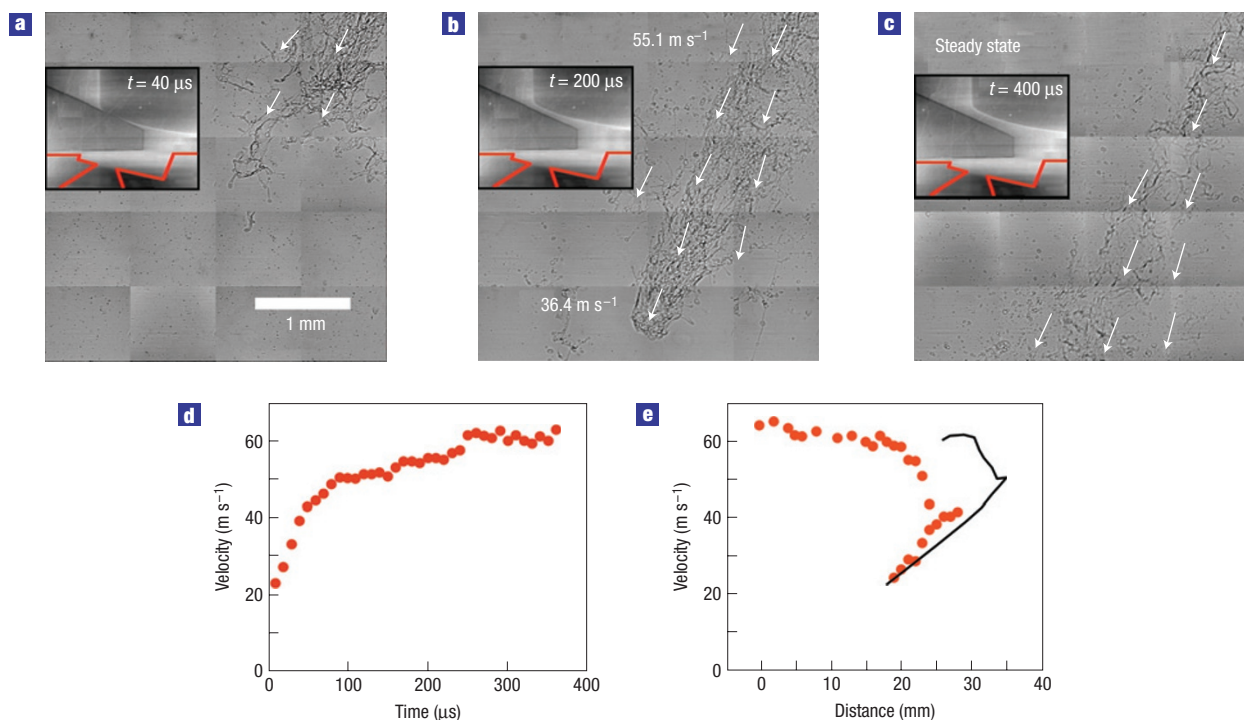 a
t = 40 μs
1 mm
b
55.1 m s⁻¹
t = 200 μs
36.4 m s⁻¹
c
Steady state
t = 400 μs
d
Velocity (m s⁻¹)
60
40
20
0
0 100 200 300 400
Time (μs)
e
Velocity (m s⁻¹)
60
40
20
0
0 10 20 30 40
Distance (mm)